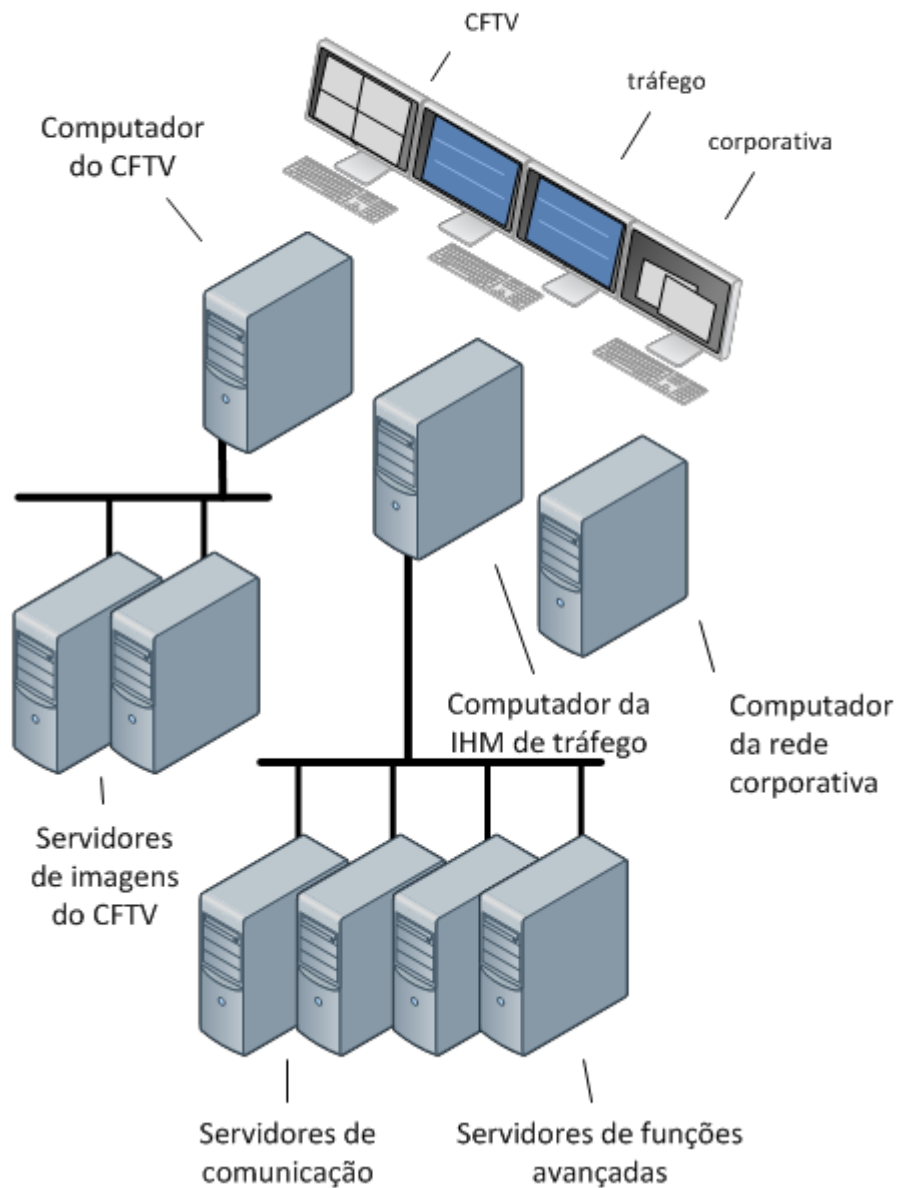 CFTV
tráfego
corporativa
Computador
do CFTV
Computador da
IHM de tráfego
Computador
da rede
corporativa
Servidores
de imagens
do CFTV
Servidores de
comunicação
Servidores de funções
avançadas